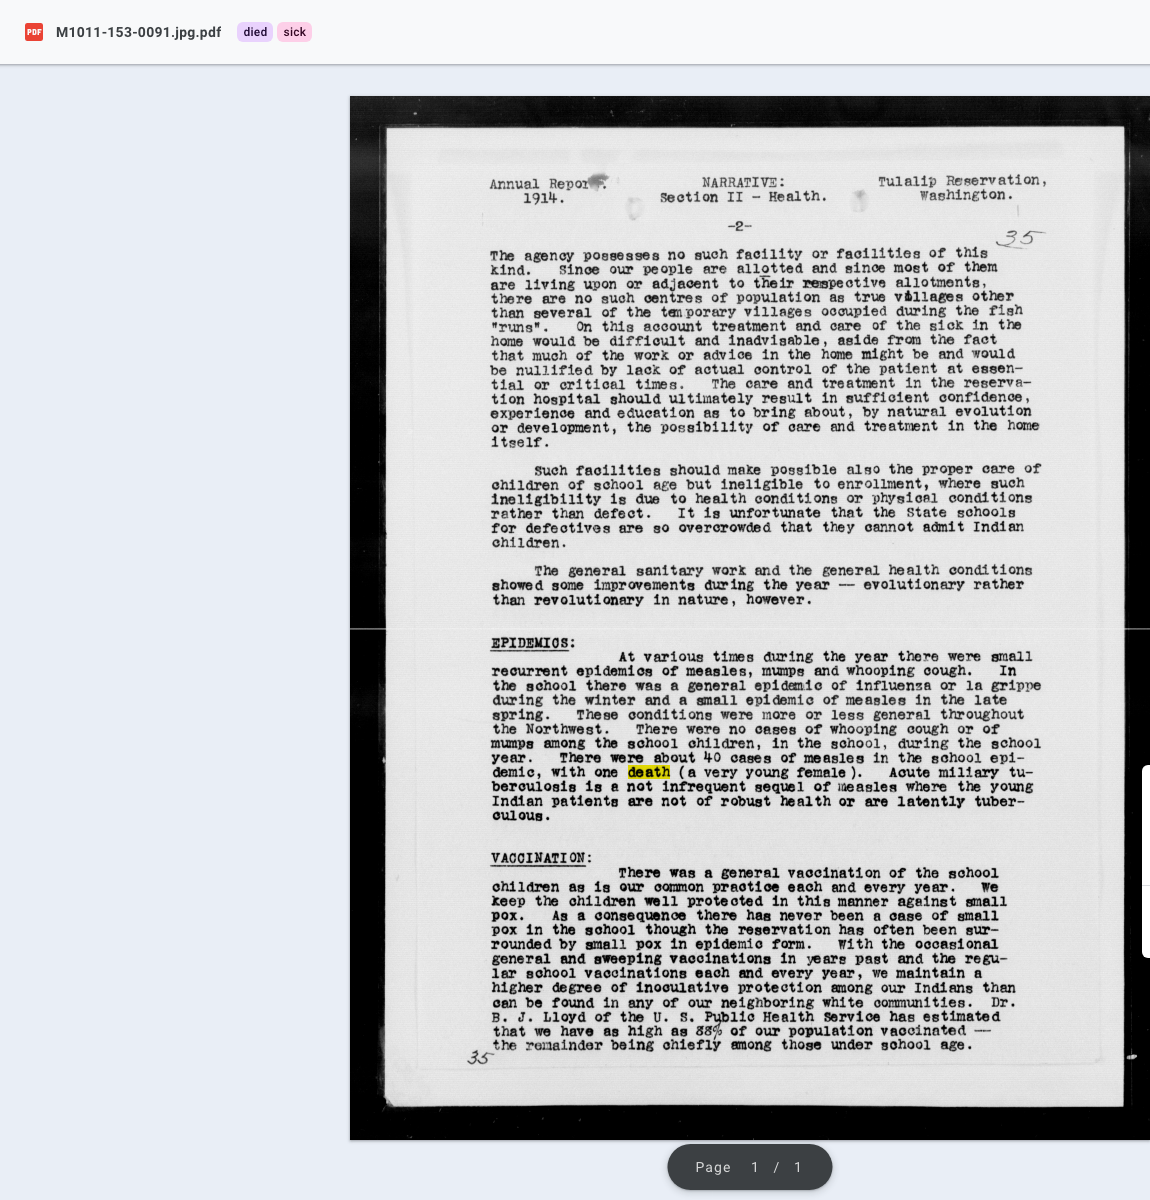 PDF M1011-153-0091.jpg.pdf died sick
Annual Report. NARRATIVE: Tulalip Reservation,
1914. Section II - Health. Washington.
-2-
35
The agency possesses no such facility or facilities of this
kind. Since our people are allotted and since most of them
are living upon or adjacent to their respective allotments,
there are no such centres of population as true villages other
than several of the temporary villages occupied during the fish
"runs". On this account treatment and care of the sick in the
home would be difficult and inadvisable, aside from the fact
that much of the work or advice in the home might be and would
be nullified by lack of actual control of the patient at essen-
tial or critical times. The care and treatment in the reserva-
tion hospital should ultimately result in sufficient confidence,
experience and education as to bring about, by natural evolution
or development, the possibility of care and treatment in the home
itself.
Such facilities should make possible also the proper care of
children of school age but ineligible to enrollment, where such
ineligibility is due to health conditions or physical conditions
rather than defect. It is unfortunate that the State schools
for defectives are so overcrowded that they cannot admit Indian
children.
The general sanitary work and the general health conditions
showed some improvements during the year -- evolutionary rather
than revolutionary in nature, however.
EPIDEMICS:
At various times during the year there were small
recurrent epidemics of measles, mumps and whooping cough. In
the school there was a general epidemic of influenza or la grippe
during the winter and a small epidemic of measles in the late
spring. These conditions were more or less general throughout
the Northwest. There were no cases of whooping cough or of
mumps among the school children, in the school, during the school
year. There were about 40 cases of measles in the school epi-
demic, with one death (a very young female). Acute miliary tu-
berculosis is a not infrequent sequel of measles where the young
Indian patients are not of robust health or are latently tuber-
culous.
VACCINATION:
There was a general vaccination of the school
children as is our common practice each and every year. We
keep the children well protected in this manner against small
pox. As a consequence there has never been a case of small
pox in the school though the reservation has often been sur-
rounded by small pox in epidemic form. With the occasional
general and sweeping vaccinations in years past and the regu-
lar school vaccinations each and every year, we maintain a
higher degree of inoculative protection among our Indians than
can be found in any of our neighboring white communities. Dr.
B. J. Lloyd of the U. S. Public Health Service has estimated
that we have as high as 88% of our population vaccinated --
the remainder being chiefly among those under school age.
35
Page 1 / 1